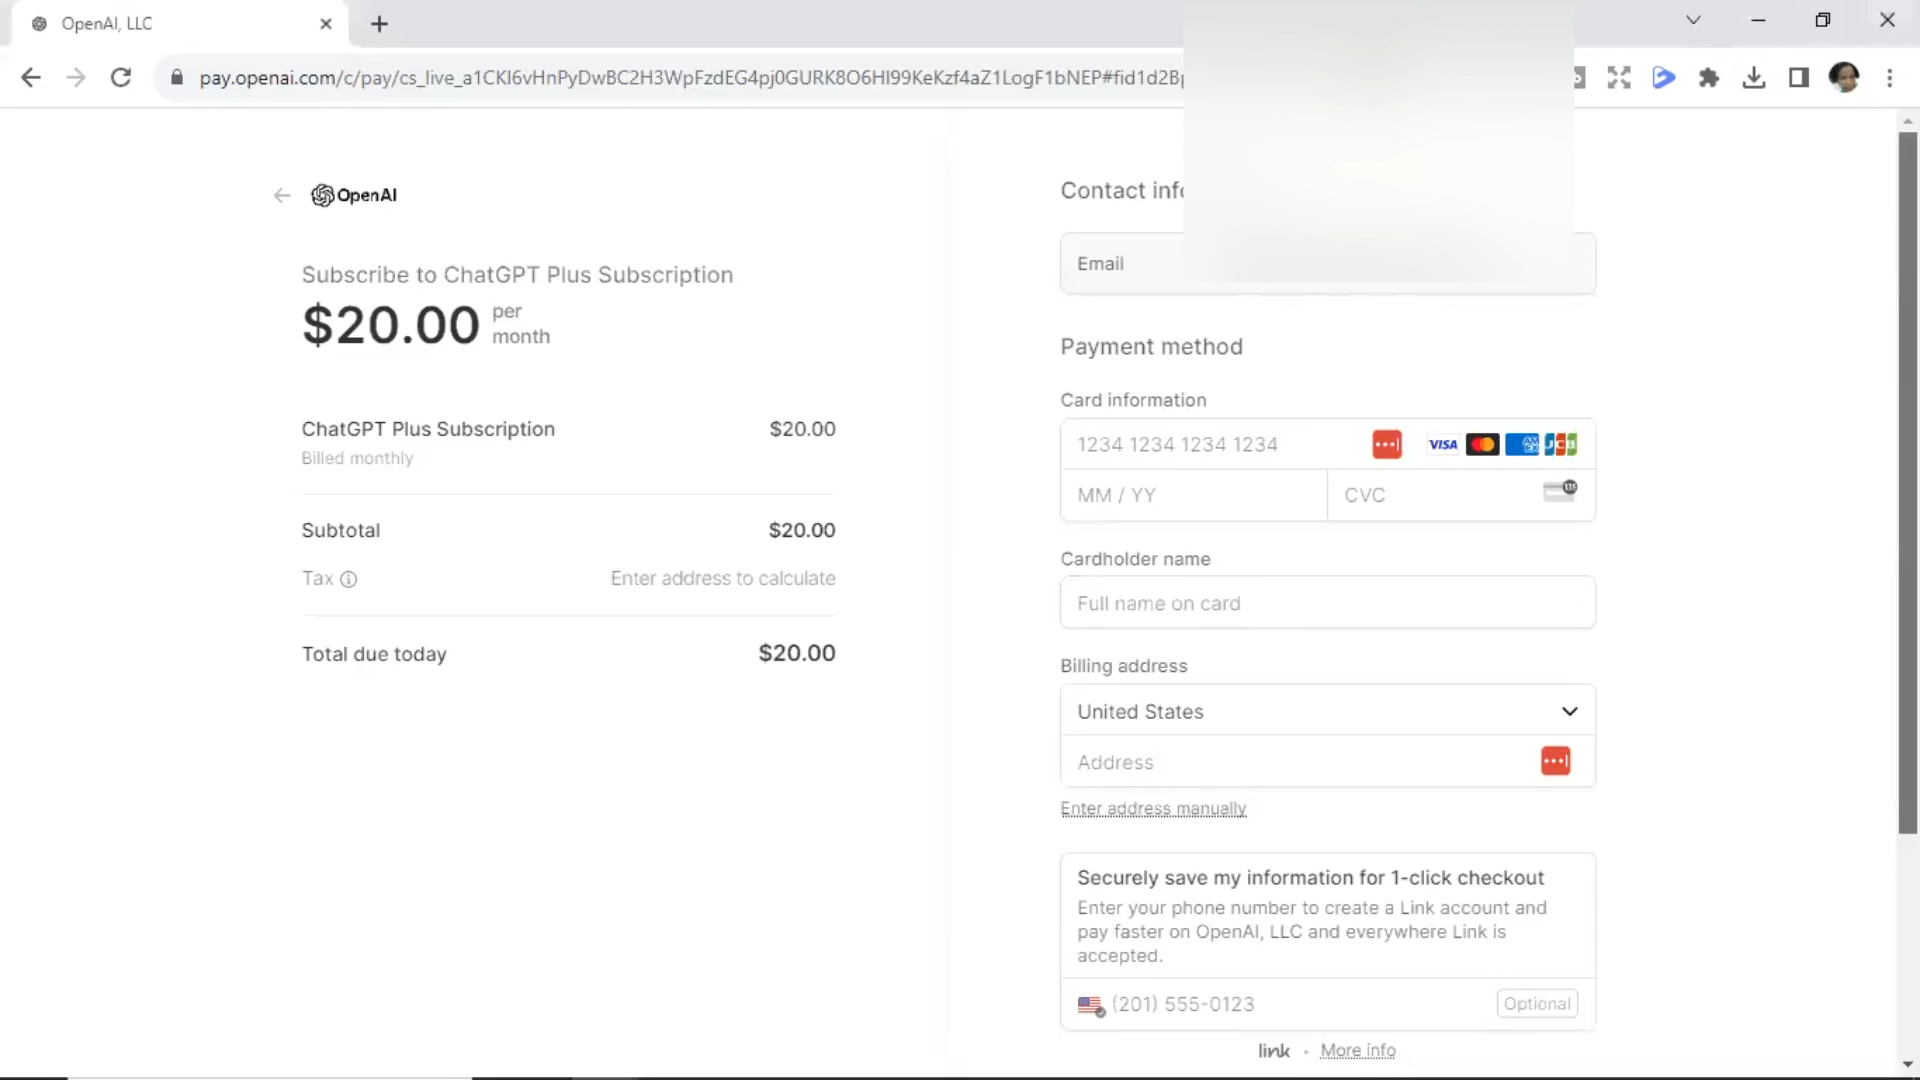 OpenAI, LLC
pay.openai.com/c/pay/cs_live_a1CKI6vHnPyDwBC2H3WpFzdEG4pj0GURK8O6HI99KeKzf4aZ1LogF1bNEP#fid1d2Bp
OpenAI
Subscribe to ChatGPT Plus Subscription
$20.00 per
month
ChatGPT Plus Subscription $20.00
Billed monthly
Subtotal $20.00
Tax Enter address to calculate
Total due today $20.00
Contact
Email
Payment method
Card information
1234 1234 1234 1234 VISA
MM / YY CVC
Cardholder name
Full name on card
Billing address
United States
Address
Enter address manually
Securely save my information for 1-click checkout
Enter your phone number to create a Link account and
pay faster on OpenAI, LLC and everywhere Link is
accepted.
(201) 555-0123 Optional
link · More info